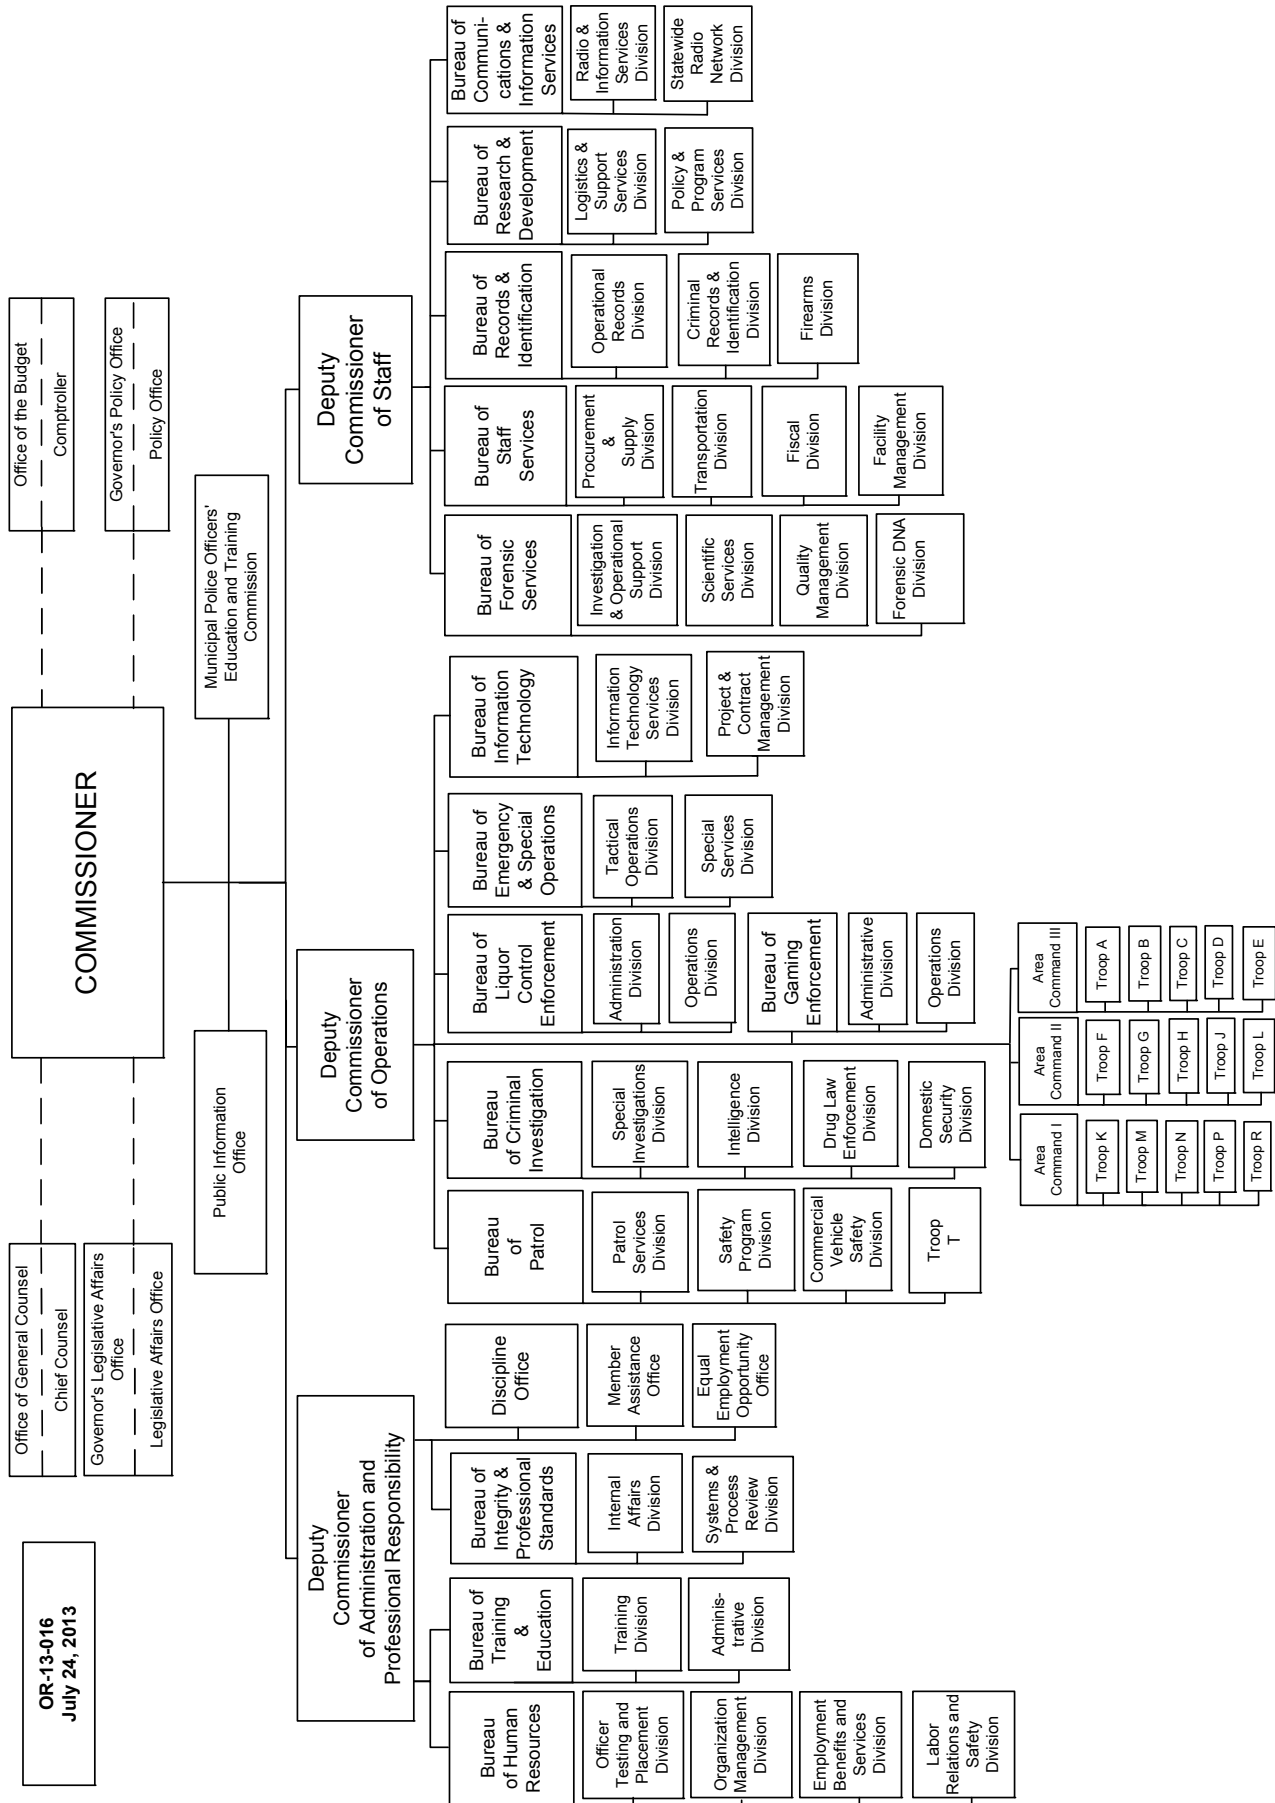 OR-13-016
July 24, 2013
Office of General Counsel
Chief Counsel
Governor's Legislative Affairs
Office
Legislative Affairs Office
COMMISSIONER
Office of the Budget
Comptroller
Governor's Policy Office
Policy Office
Public Information
Office
Municipal Police Officers'
Education and Training
Commission
Deputy
Commissioner
of Administration and
Professional Responsibility
Bureau
of Human
Resources
Officer
Testing and
Placement
Division
Organization
Management
Division
Employment
Benefits and
Services
Division
Labor
Relations and
Safety
Division
Bureau of
Training
&
Education
Training
Division
Adminis-
trative
Division
Bureau of
Integrity &
Professional
Standards
Internal
Affairs
Division
Systems &
Process
Review
Division
Discipline
Office
Member
Assistance
Office
Equal
Employment
Opportunity
Office
Deputy
Commissioner
of Operations
Bureau
of
Patrol
Patrol
Services
Division
Safety
Program
Division
Commercial
Vehicle
Safety
Division
Troop
T
Bureau
of Criminal
Investigation
Special
Investigations
Division
Intelligence
Division
Drug Law
Enforcement
Division
Domestic
Security
Division
Bureau of
Liquor
Control
Enforcement
Administration
Division
Operations
Division
Bureau of
Gaming
Enforcement
Administrative
Division
Operations
Division
Bureau of
Emergency
& Special
Operations
Tactical
Operations
Division
Special
Services
Division
Bureau of
Information
Technology
Information
Technology
Services
Division
Project &
Contract
Management
Division
Area
Command I
Troop K
Troop M
Troop N
Troop P
Troop R
Area
Command II
Troop F
Troop G
Troop H
Troop J
Troop L
Area
Command III
Troop A
Troop B
Troop C
Troop D
Troop E
Deputy
Commissioner
of Staff
Bureau of
Forensic
Services
Investigation
& Operational
Support
Division
Scientific
Services
Division
Quality
Management
Division
Forensic DNA
Division
Bureau of
Staff
Services
Procurement
&
Supply
Division
Transportation
Division
Fiscal
Division
Facility
Management
Division
Bureau of
Records &
Identification
Operational
Records
Division
Criminal
Records &
Identification
Division
Firearms
Division
Bureau of
Research &
Development
Logistics &
Support
Services
Division
Policy &
Program
Services
Division
Bureau of
Communi-
cations &
Information
Services
Radio &
Information
Services
Division
Statewide
Radio
Network
Division